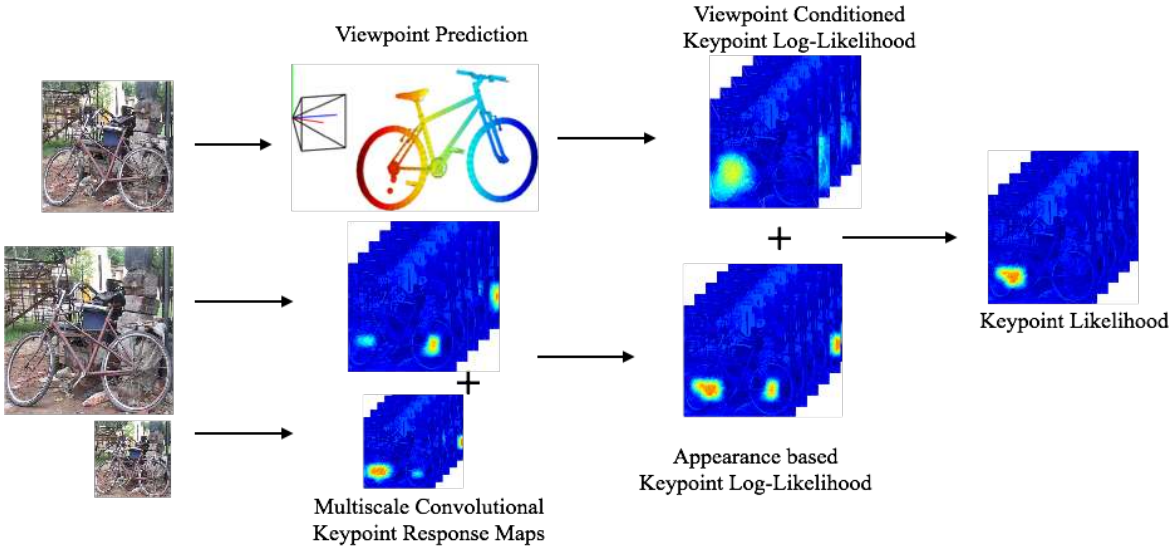 Viewpoint Prediction
Viewpoint Conditioned
Keypoint Log-Likelihood
+
Keypoint Likelihood
+
Appearance based
Keypoint Log-Likelihood
Multiscale Convolutional
Keypoint Response Maps